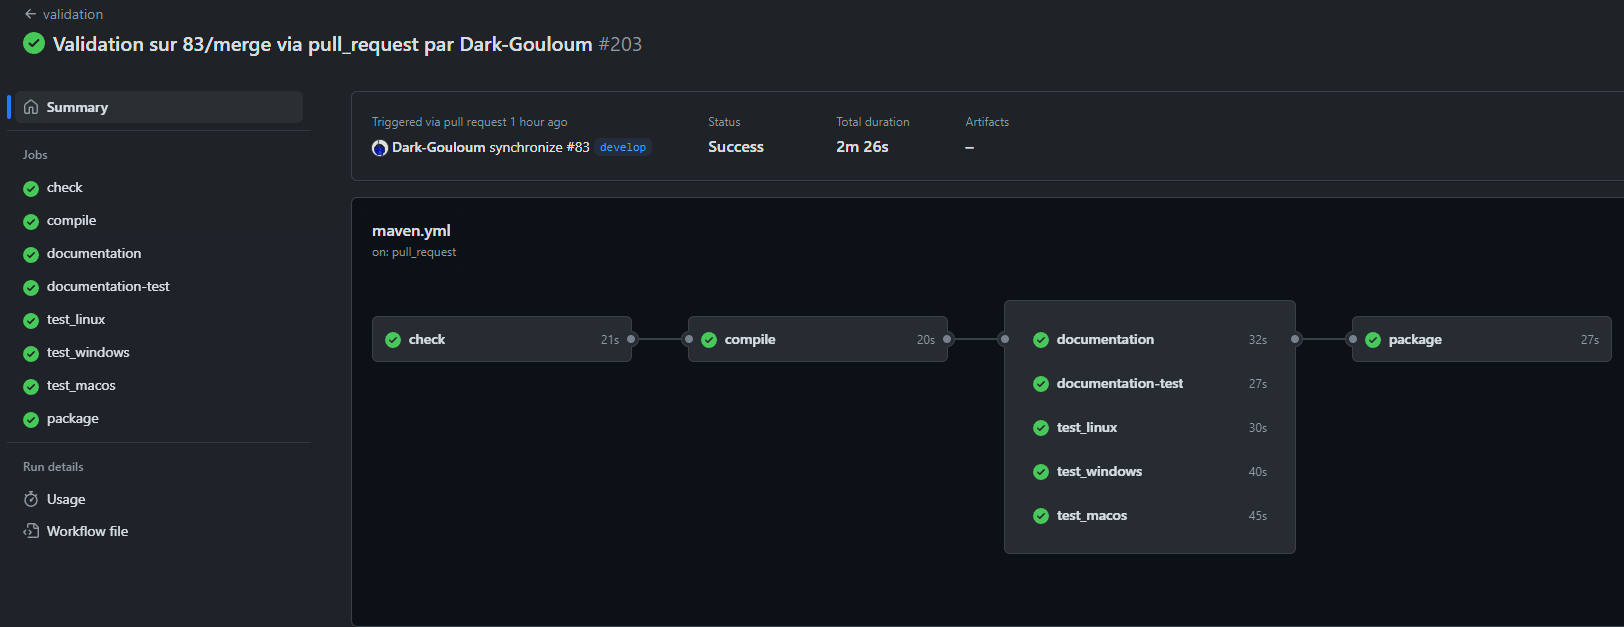 validation
Validation sur 83/merge via pull_request par Dark-Gouloum #203
Summary
Jobs
check
compile
documentation
documentation-test
test_linux
test_windows
test_macos
package
Run details
Usage
Workflow file
Triggered via pull request 1 hour ago
Dark-Gouloum synchronize #83 develop
Status
Success
Total duration
2m 26s
Artifacts
–
maven.yml
on: pull_request
check 21s
compile 20s
documentation 32s
documentation-test 27s
test_linux 30s
test_windows 40s
test_macos 45s
package 27s